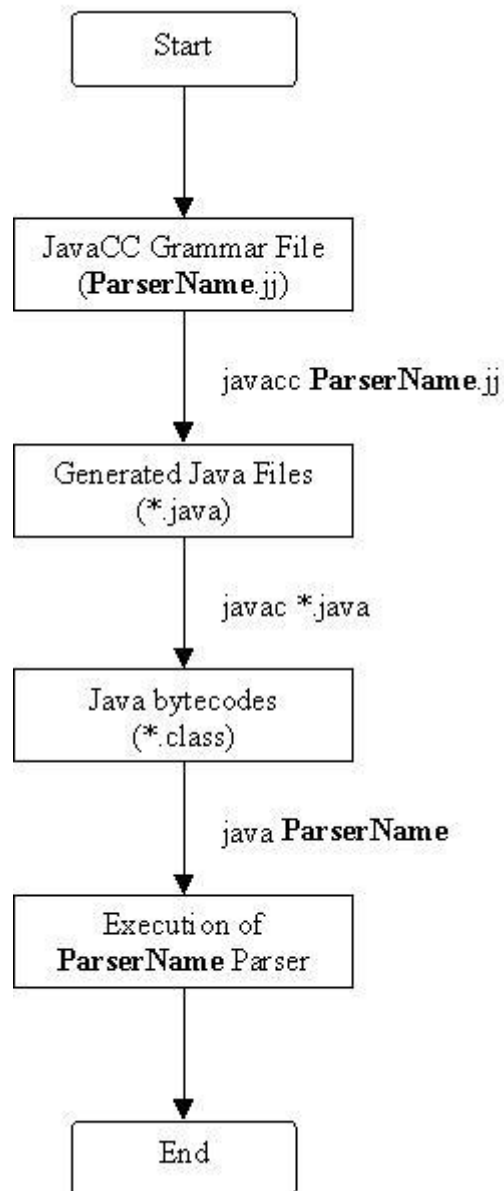 Start
JavaCC Grammar File
(ParserName.jj)
javacc ParserName.jj
Generated Java Files
(*.java)
javac *.java
Java bytecodes
(*.class)
java ParserName
Execution of
ParserName Parser
End